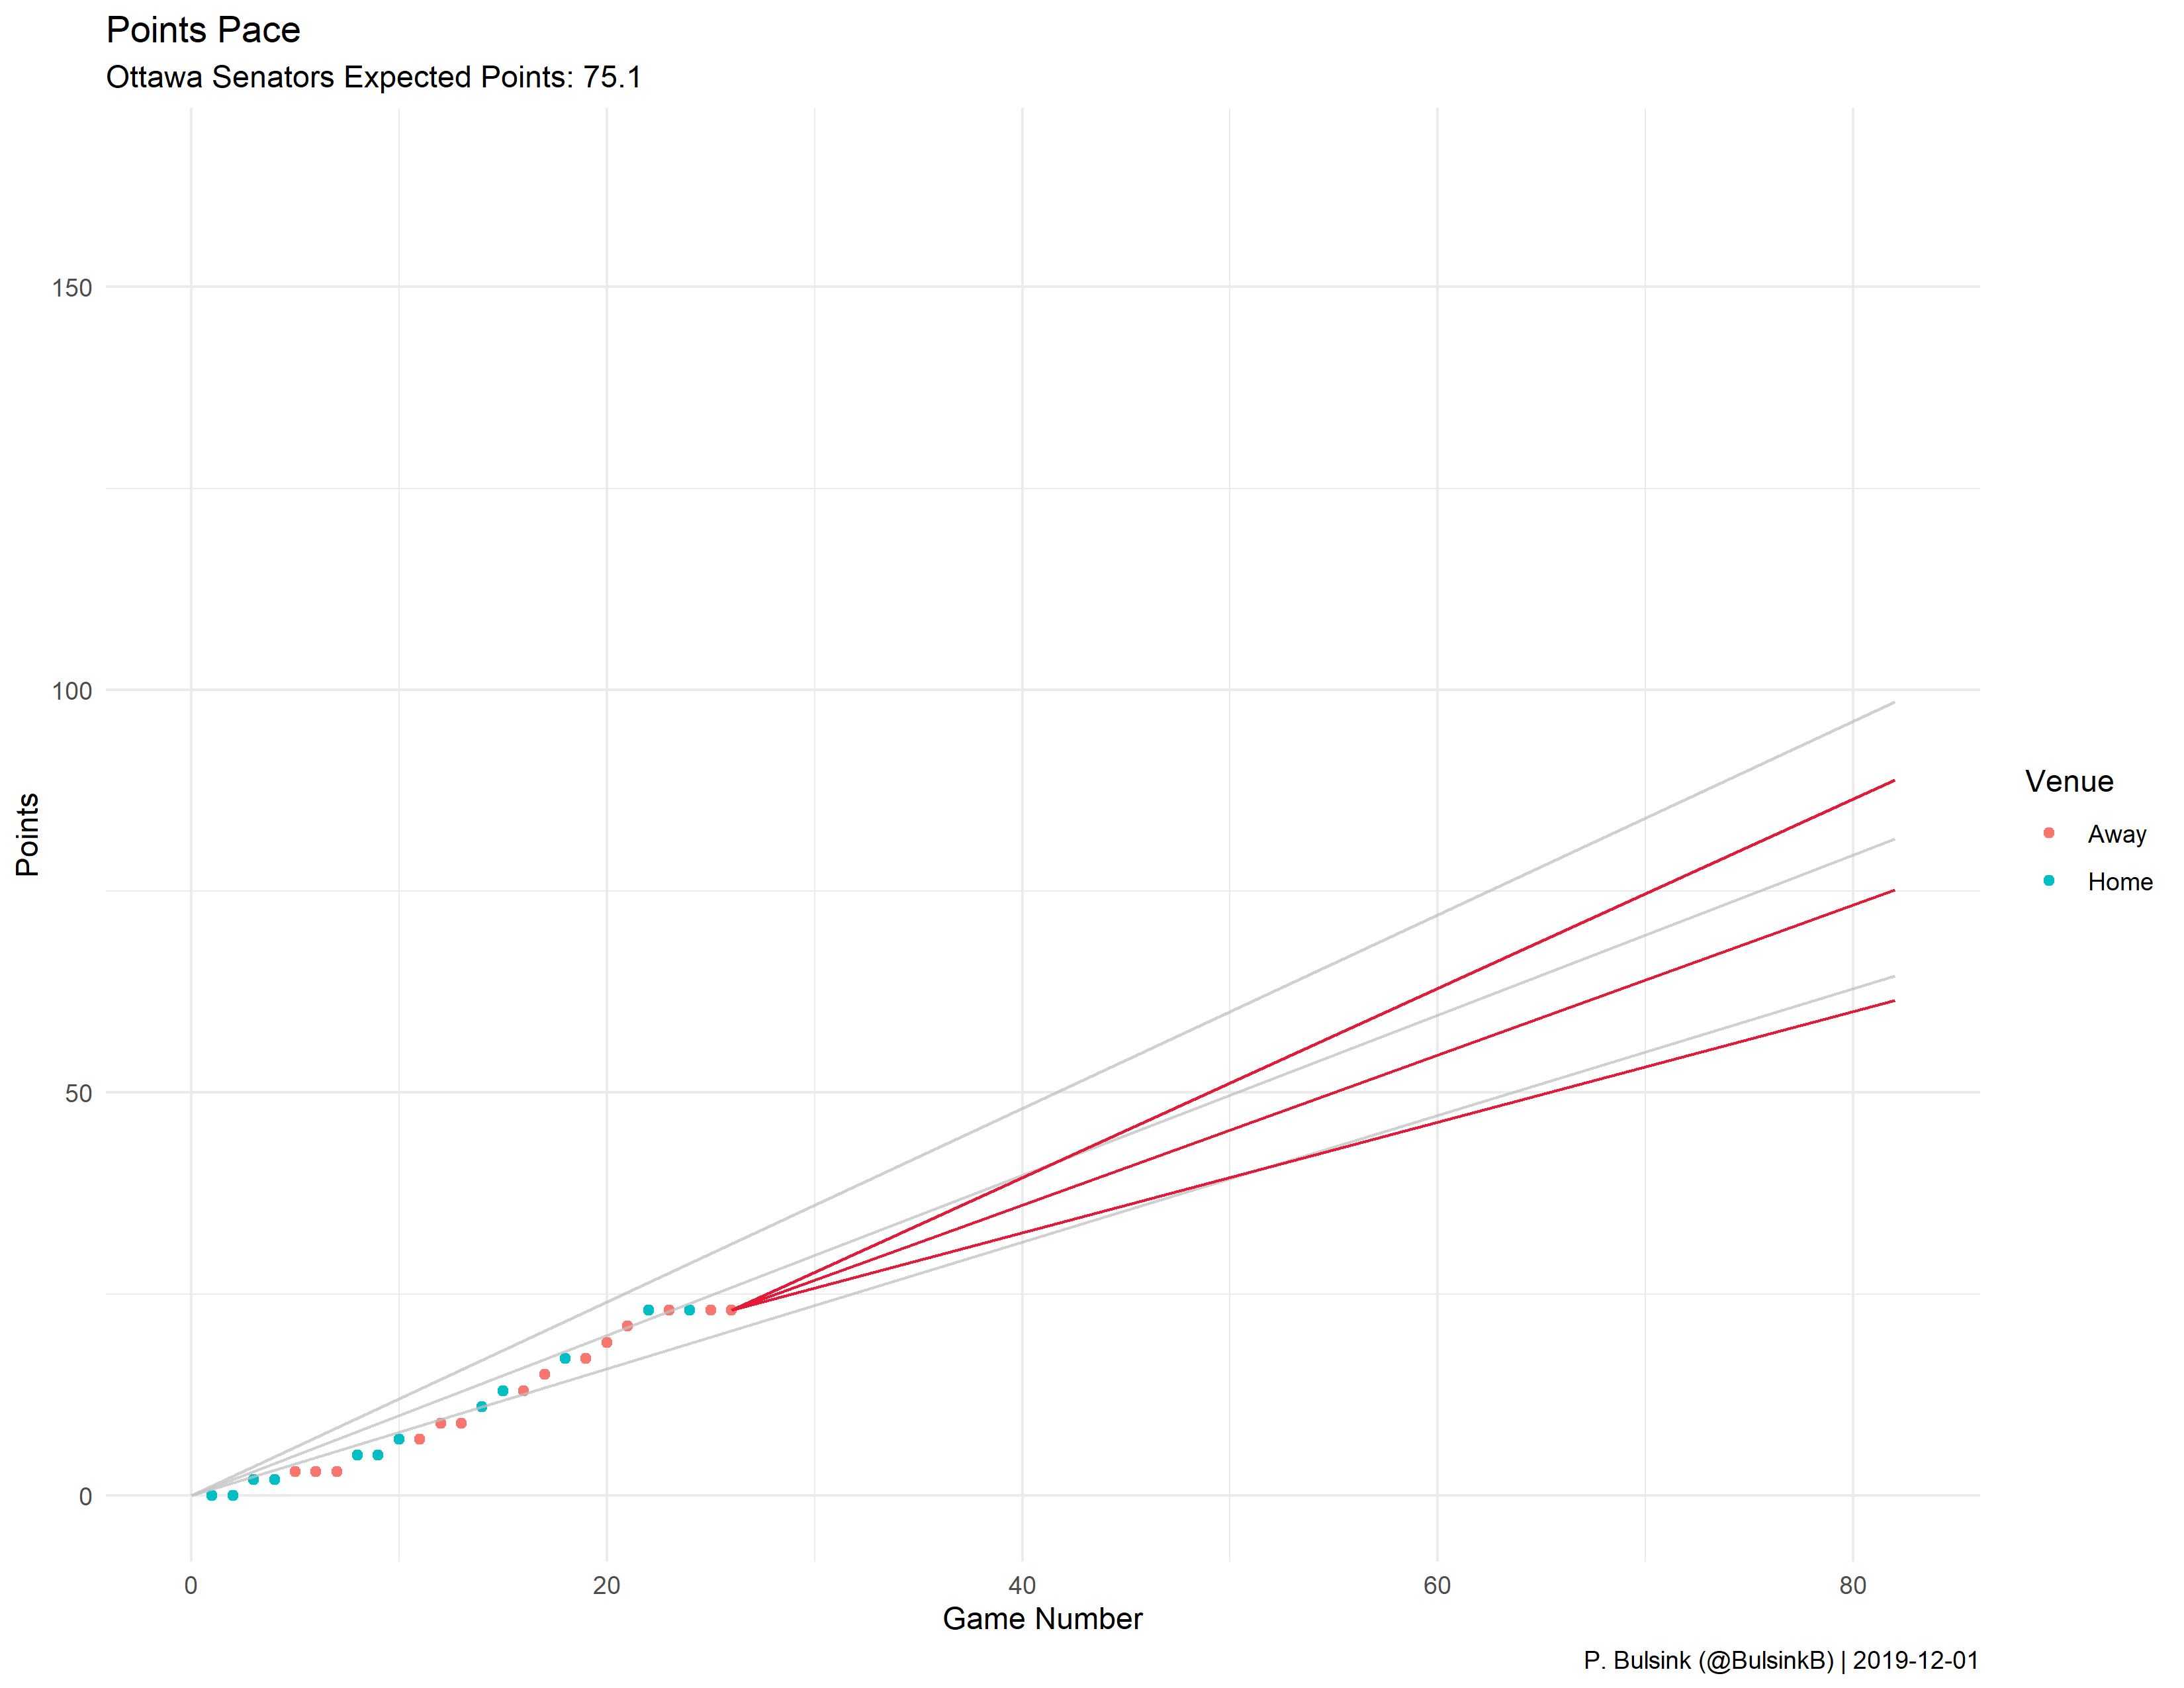 Points Pace
Ottawa Senators Expected Points: 75.1
150
100
50
0
Points
0 20 40 60 80
Game Number
Venue
Away
Home
P. Bulsink (@BulsinkB) | 2019-12-01